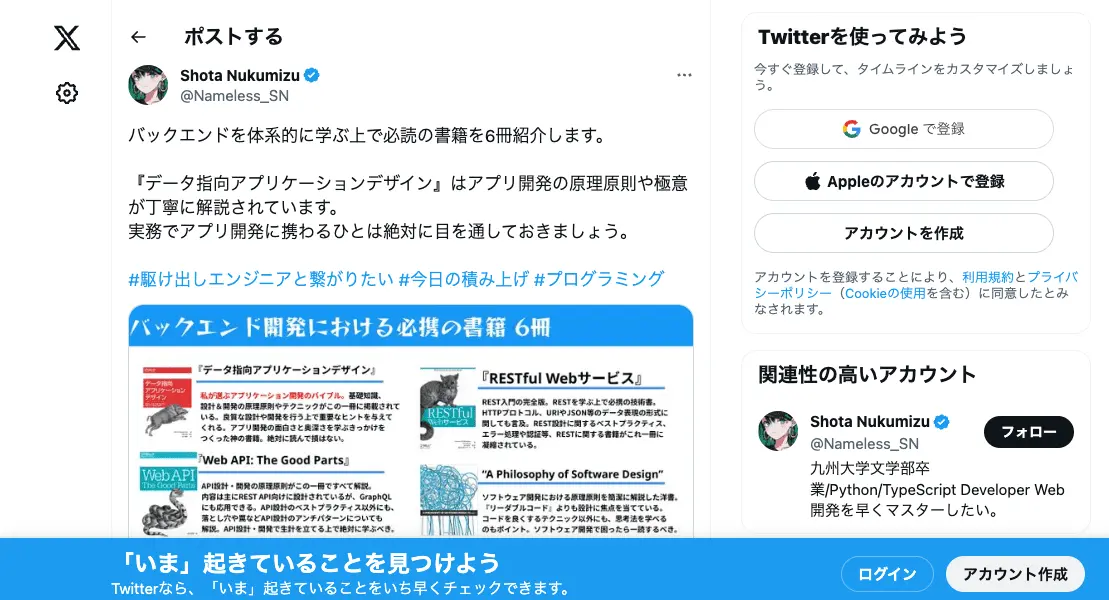 ポストする
Shota Nukumizu
@Nameless_SN
バックエンドを体系的に学ぶ上で必読の書籍を6冊紹介します。
『データ指向アプリケーションデザイン』はアプリ開発の原理原則や極意
が丁寧に解説されています。
実務でアプリ開発に携わるひとは絶対に目を通しておきましょう。
#駆け出しエンジニアと繋がりたい #今日の積み上げ #プログラミング
バックエンド開発における必携の書籍 6冊
『データ指向アプリケーションデザイン』
私が選ぶアプリケーション開発のバイブル。基礎知識、
設計＆開発の原理原則やテクニックがこの一冊に掲載されて
いる。良質な設計や開発を行う上で重要なヒントを与えて
くれる。アプリ開発の面白さと奥深さを学ぶきっかけを
つくった神の書籍。絶対に読んで損はない。
データ指向
アプリケーション
デザイン
『RESTful Webサービス』
REST入門の完全版。RESTを学ぶ上で必携の技術書。
HTTPプロトコル、URIやJSON等のデータ表現の形式に
関しても言及。REST設計に関するベストプラクティス、
エラー処理や認証等、RESTに関する書籍がこれ一冊に
凝縮されている。
RESTful
Webサービス
『Web API: The Good Parts』
API設計・開発の原理原則がこの一冊ですべて解説。
内容は主にREST API向けに設計されているが、GraphQL
にも応用できる。API設計のベストプラクティス以外にも、
落とし穴や罠などAPI設計のアンチパターンについても
解説。API設計・開発で生計を立てる上で絶対に学ぶべき。
Web API
The Good Parts
“A Philosophy of Software Design”
ソフトウェア開発における原理原則を簡潔に解説した洋書。
『リーダブルコード』よりも設計に焦点を当てている。
コードを良くするテクニック以外にも、思考法を学べる
のもポイント。ソフトウェア開発で困ったら一読するべき。
Twitterを使ってみよう
今すぐ登録して、タイムラインをカスタマイズしましょ
う。
Google で登録
Appleのアカウントで登録
アカウントを作成
アカウントを登録することにより、利用規約とプライバ
シーポリシー（Cookieの使用を含む）に同意したとみ
なされます。
関連性の高いアカウント
Shota Nukumizu
@Nameless_SN
フォロー
九州大学文学部卒
業/Python/TypeScript Developer Web
開発を早くマスターしたい。
「いま」起きていることを見つけよう
Twitterなら、「いま」起きていることをいち早くチェックできます。
ログイン
アカウント作成